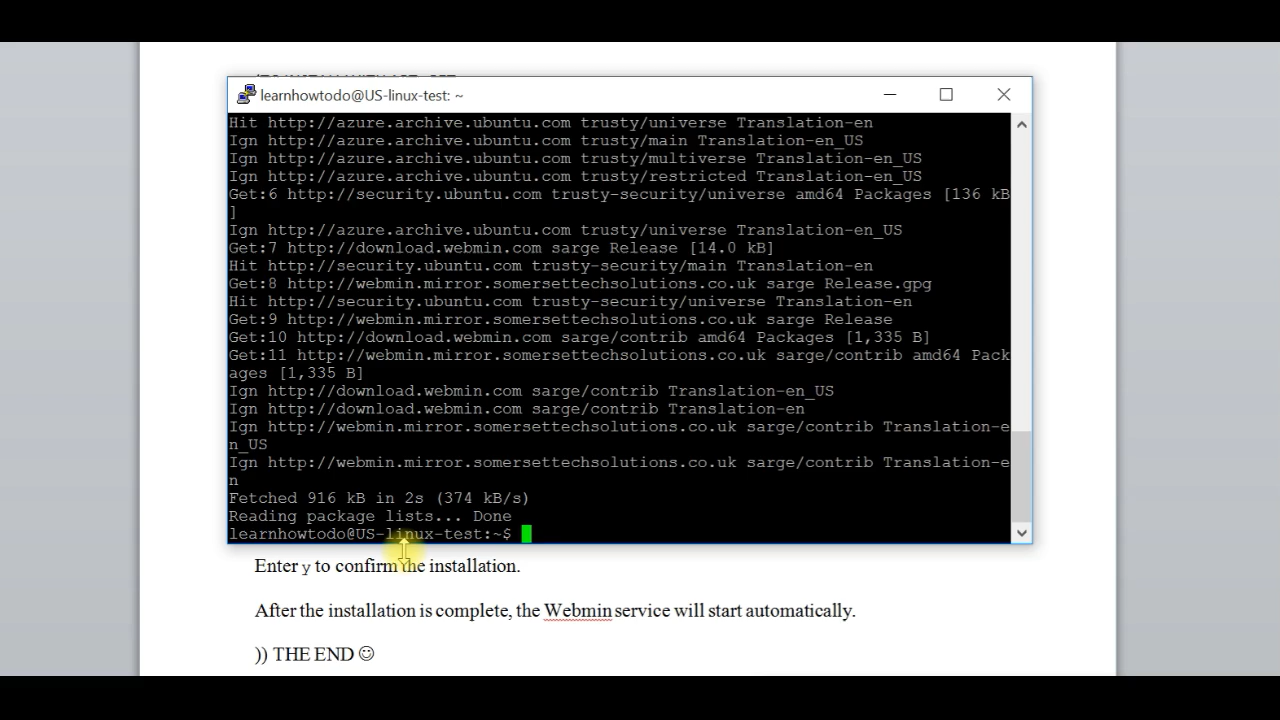 learnhowtodo@US-linux-test: ~
Hit http://azure.archive.ubuntu.com trusty/universe Translation-en
Ign http://azure.archive.ubuntu.com trusty/main Translation-en_US
Ign http://azure.archive.ubuntu.com trusty/multiverse Translation-en_US
Ign http://azure.archive.ubuntu.com trusty/restricted Translation-en_US
Get:6 http://security.ubuntu.com trusty-security/universe amd64 Packages [136 kB
]
Ign http://azure.archive.ubuntu.com trusty/universe Translation-en_US
Get:7 http://download.webmin.com sarge Release [14.0 kB]
Hit http://security.ubuntu.com trusty-security/main Translation-en
Get:8 http://webmin.mirror.somersettechsolutions.co.uk sarge Release.gpg
Hit http://security.ubuntu.com trusty-security/universe Translation-en
Get:9 http://webmin.mirror.somersettechsolutions.co.uk sarge Release
Get:10 http://download.webmin.com sarge/contrib amd64 Packages [1,335 B]
Get:11 http://webmin.mirror.somersettechsolutions.co.uk sarge/contrib amd64 Pack
ages [1,335 B]
Ign http://download.webmin.com sarge/contrib Translation-en_US
Ign http://download.webmin.com sarge/contrib Translation-en
Ign http://webmin.mirror.somersettechsolutions.co.uk sarge/contrib Translation-e
n_US
Ign http://webmin.mirror.somersettechsolutions.co.uk sarge/contrib Translation-e
n
Fetched 916 kB in 2s (374 kB/s)
Reading package lists... Done
learnhowtodo@US-linux-test:~$
Enter y to confirm the installation.
After the installation is complete, the Webmin service will start automatically.
)) THE END ☺